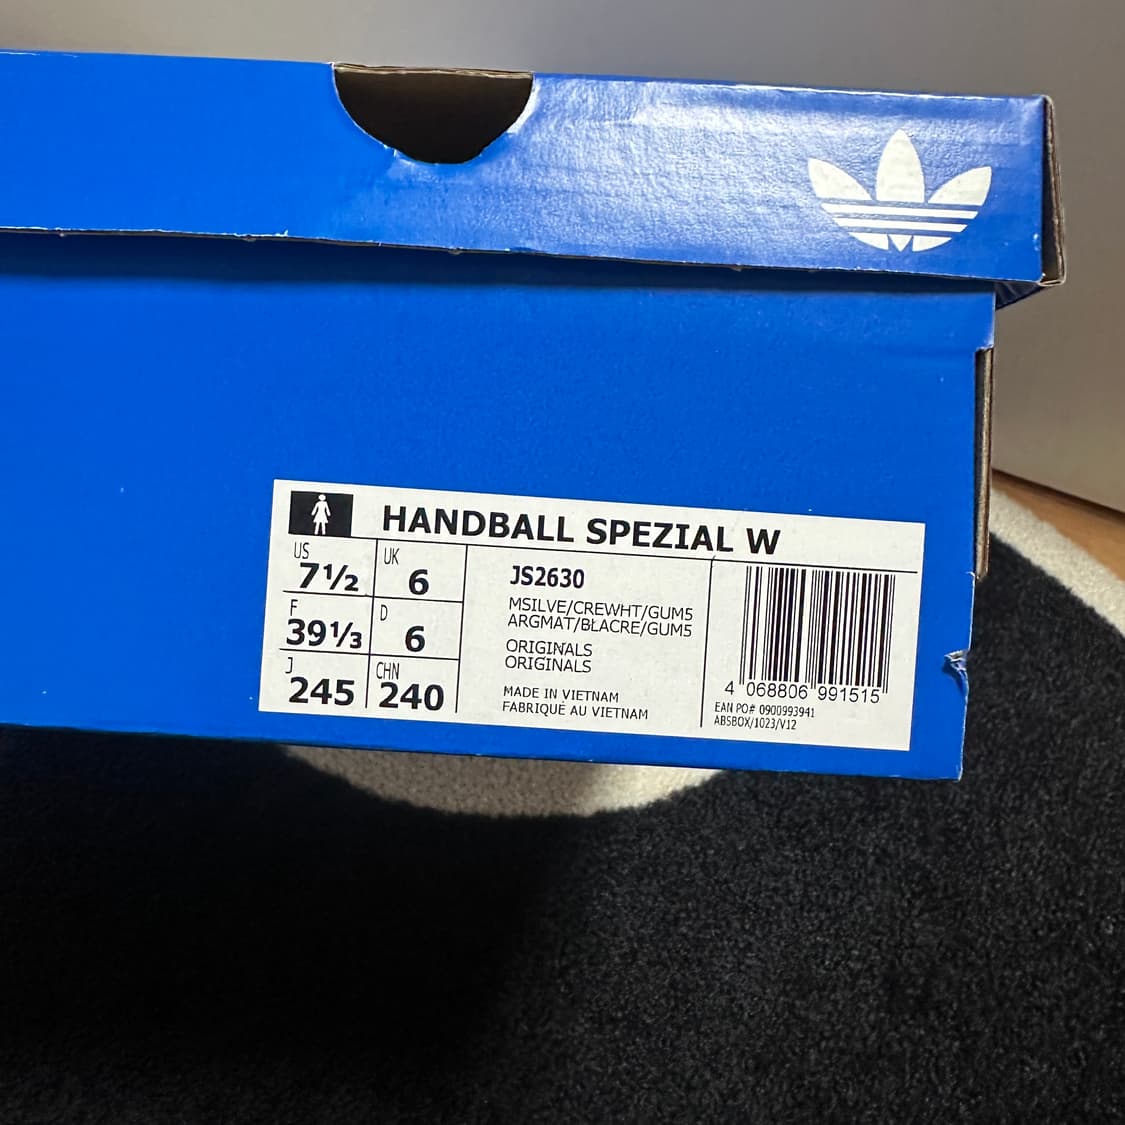 HANDBALL SPEZIAL W
US
7½
UK
6
F
39⅓
D
6
J
245
CHN
240
JS2630
MSILVE/CREWHT/GUM5
ARGMAT/BLACRE/GUM5
ORIGINALS
ORIGINALS
MADE IN VIETNAM
FABRIQUÉ AU VIETNAM
4 068806 991515
EAN PO# 0900993941
ABSBOX/1023/V12